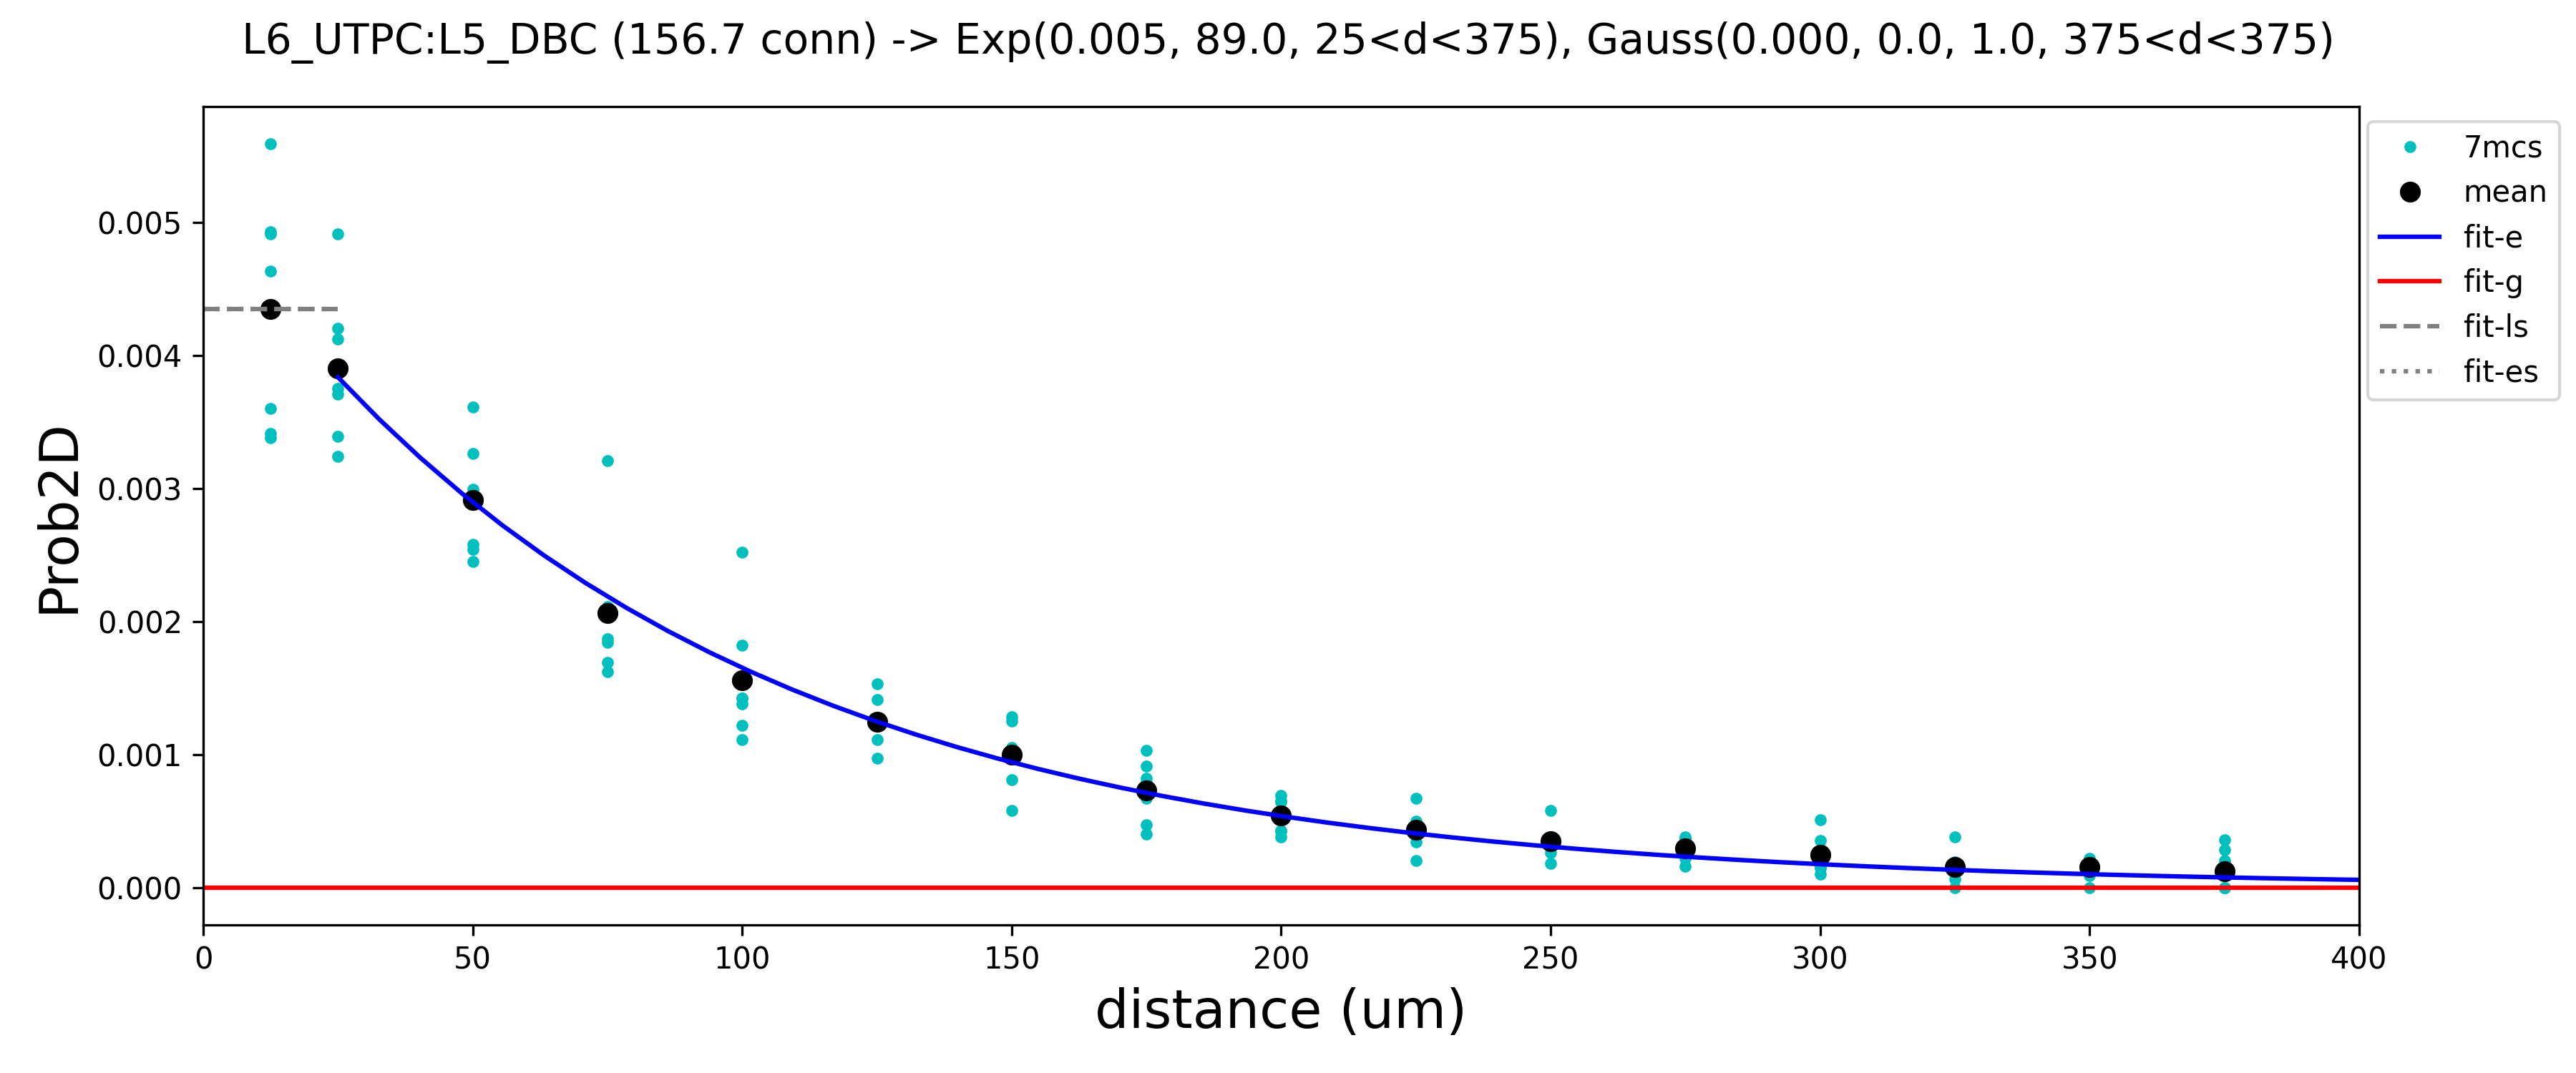 L6_UTPC:L5_DBC (156.7 conn) -> Exp(0.005, 89.0, 25<d<375), Gauss(0.000, 0.0, 1.0, 375<d<375)
7mcs
mean
fit-e
fit-g
fit-ls
fit-es
Prob2D
0.005
0.004
0.003
0.002
0.001
0.000
0 50 100 150 200 250 300 350 400
distance (um)